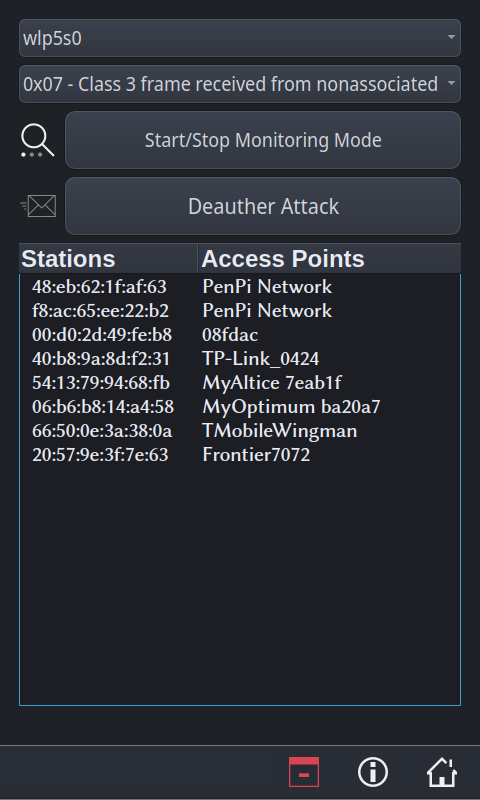 wlp5s0
0x07 - Class 3 frame received from nonassociated
Start/Stop Monitoring Mode
Deauther Attack
Stations Access Points
48:eb:62:1f:af:63 PenPi Network
f8:ac:65:ee:22:b2 PenPi Network
00:d0:2d:49:fe:b8 08fdac
40:b8:9a:8d:f2:31 TP-Link_0424
54:13:79:94:68:fb MyAltice 7eab1f
06:b6:b8:14:a4:58 MyOptimum ba20a7
66:50:0e:3a:38:0a TMobileWingman
20:57:9e:3f:7e:63 Frontier7072